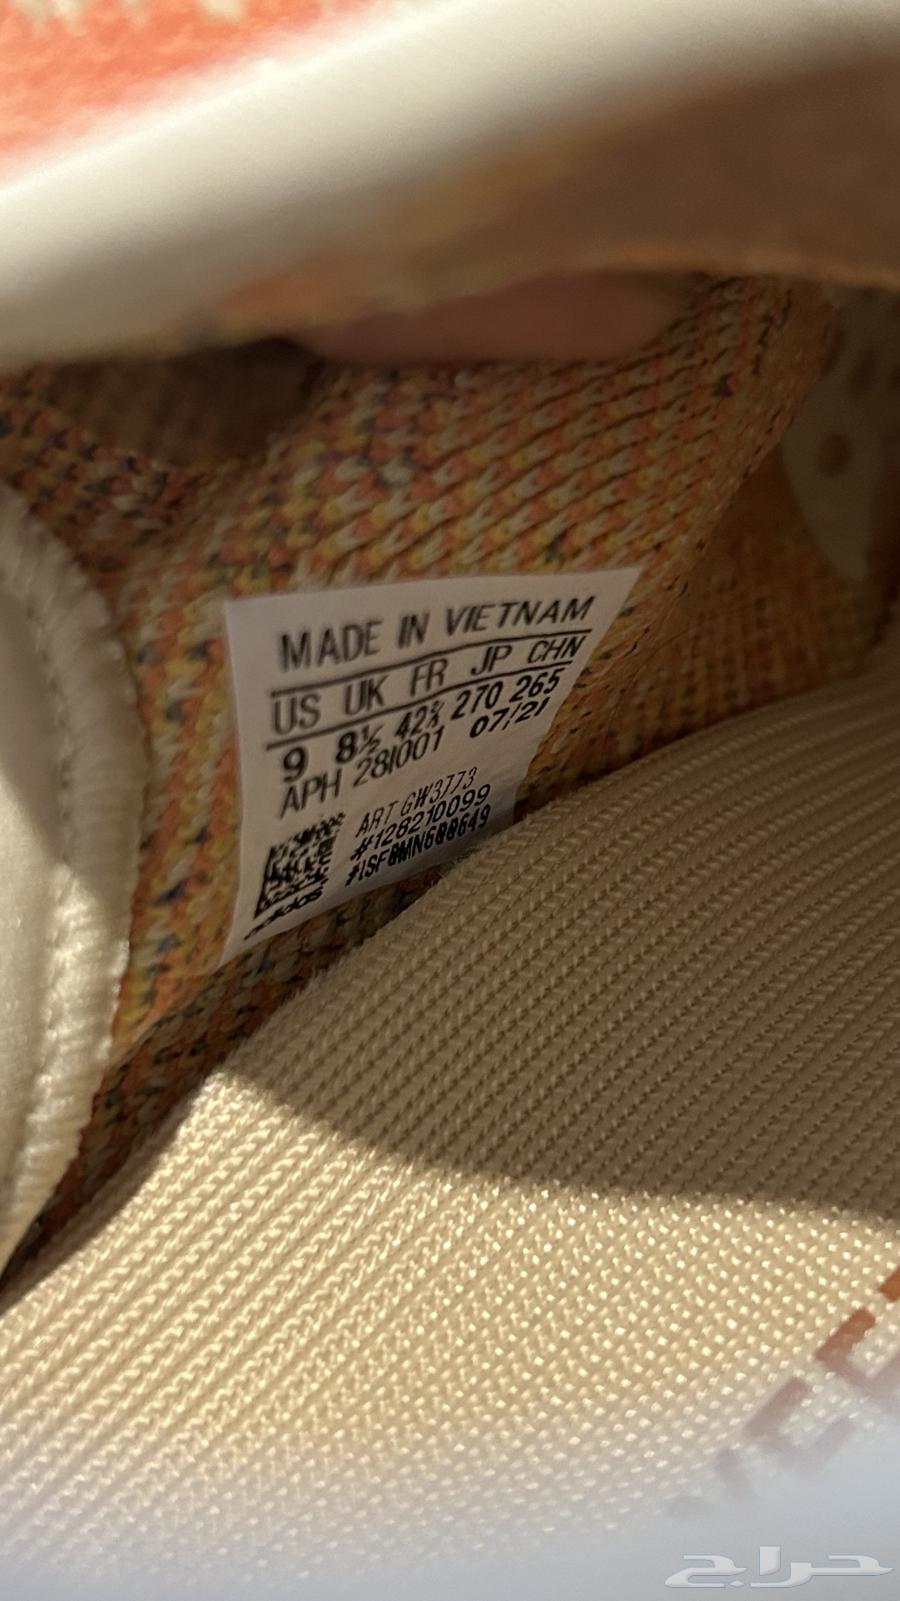 MADE IN VIETNAM
US UK FR JP CHN
9 8½ 42⅔ 270 265
APH 281001 07/21
ART GW3773
#128210099
adidas
حراج